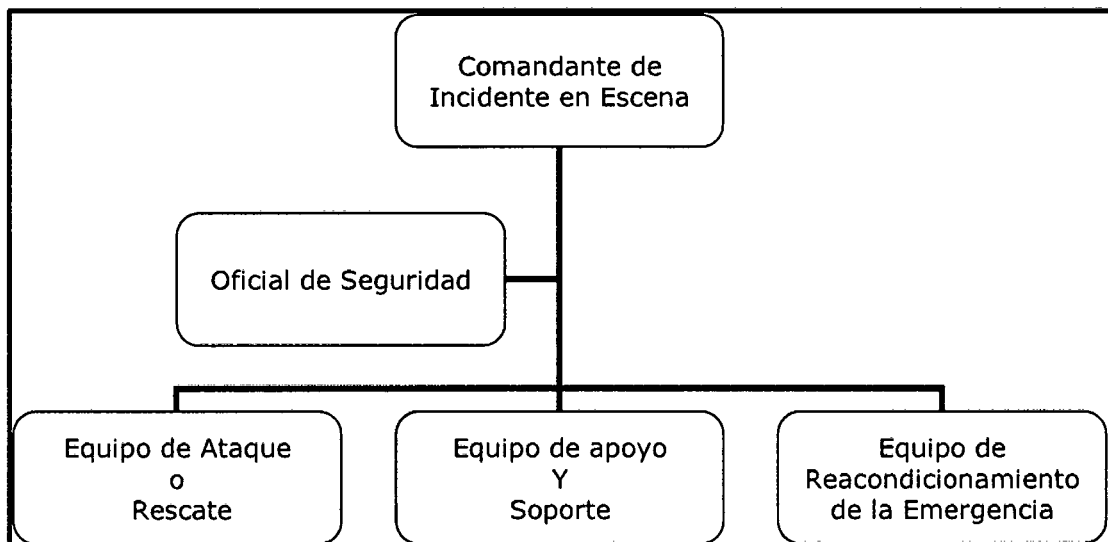 Comandante de
Incidente en Escena
Oficial de Seguridad
Equipo de Ataque
o
Rescate
Equipo de apoyo
Y
Soporte
Equipo de
Reacondicionamiento
de la Emergencia